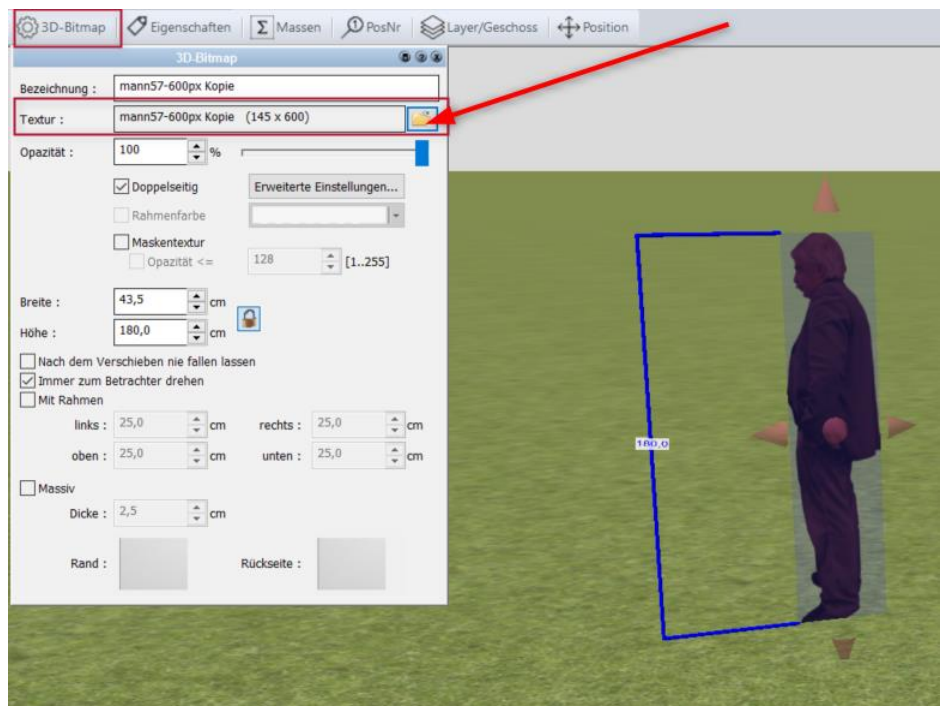 3D-Bitmap Eigenschaften Σ Massen PosNr Layer/Geschoss Position
3D-Bitmap
Bezeichnung : mann57-600px Kopie
Textur : mann57-600px Kopie (145 x 600)
Opazität : 100 %
Doppelseitig Erweiterte Einstellungen...
Rahmenfarbe
Maskentextur
Opazität <= 128 [1..255]
Breite : 43,5 cm
Höhe : 180,0 cm
Nach dem Verschieben nie fallen lassen
Immer zum Betrachter drehen
Mit Rahmen
links : 25,0 cm rechts : 25,0 cm
oben : 25,0 cm unten : 25,0 cm
180,0
Massiv
Dicke : 2,5 cm
Rand : Rückseite :